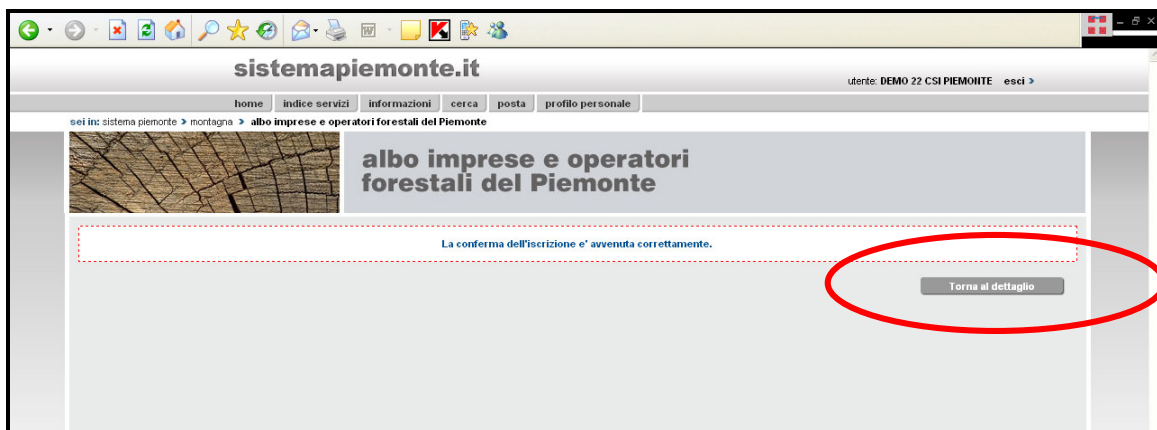 sistemapiemonte.it
utente: DEMO 22 CSI PIEMONTE esci >
home indice servizi informazioni cerca posta profilo personale
sei in: sistema piemonte > montagna > albo imprese e operatori forestali del Piemonte
albo imprese e operatori
forestali del Piemonte
La conferma dell'iscrizione e' avvenuta correttamente.
Torna al dettaglio